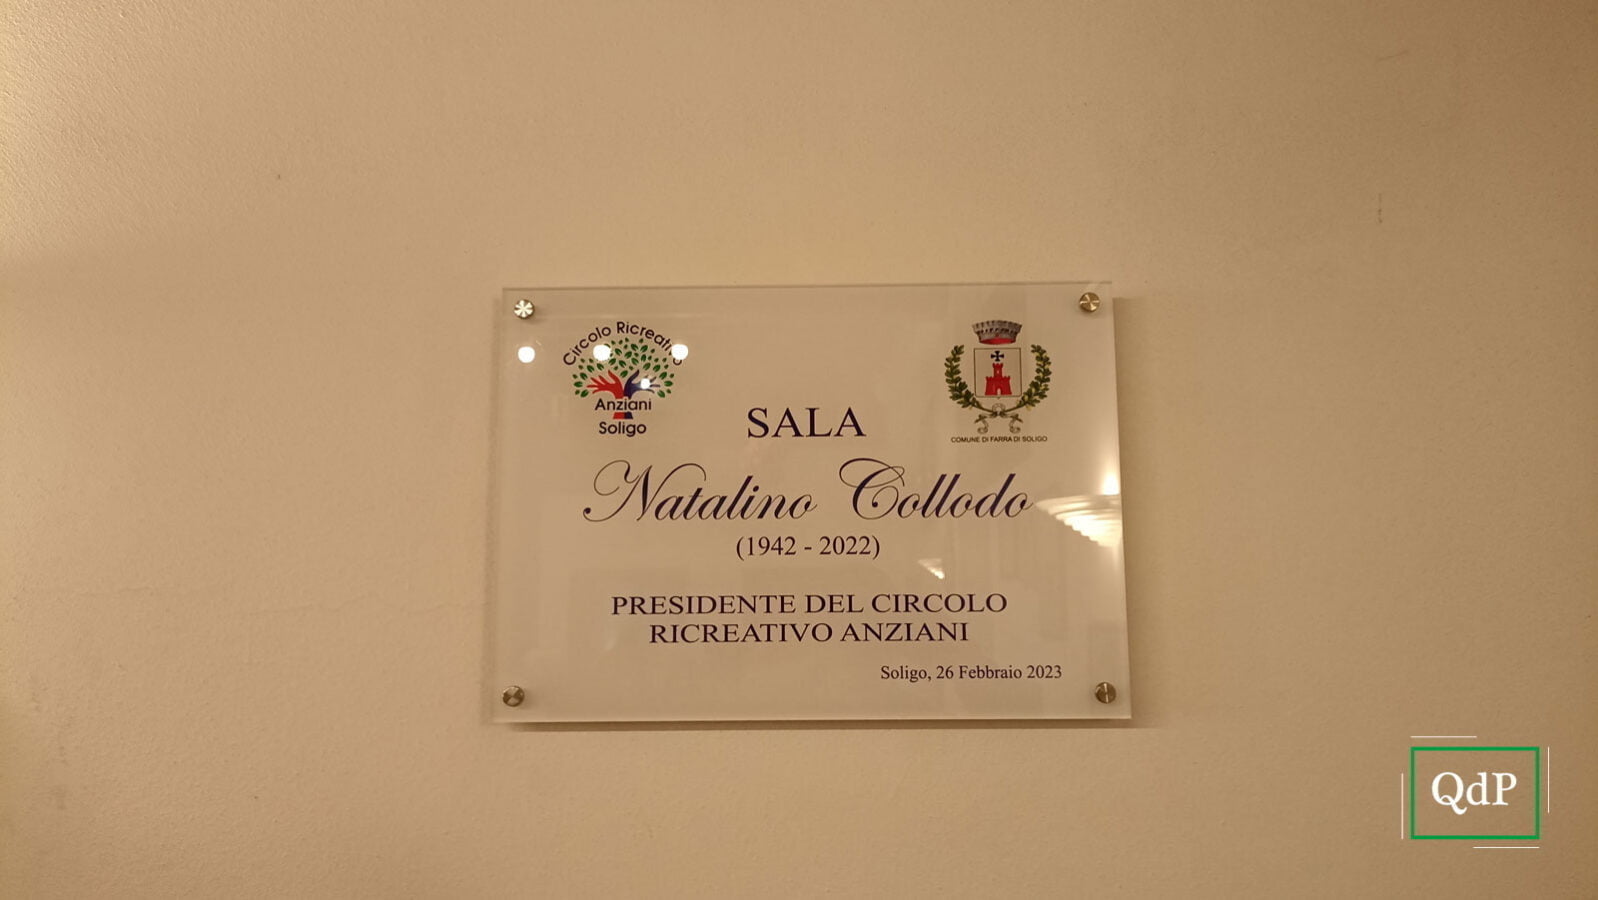 Circolo Ricreativo
Anziani
Soligo
COMUNE DI FARRA DI SOLIGO
SALA
Natalino Collodo
(1942 - 2022)
PRESIDENTE DEL CIRCOLO
RICREATIVO ANZIANI
Soligo, 26 Febbraio 2023
QdP